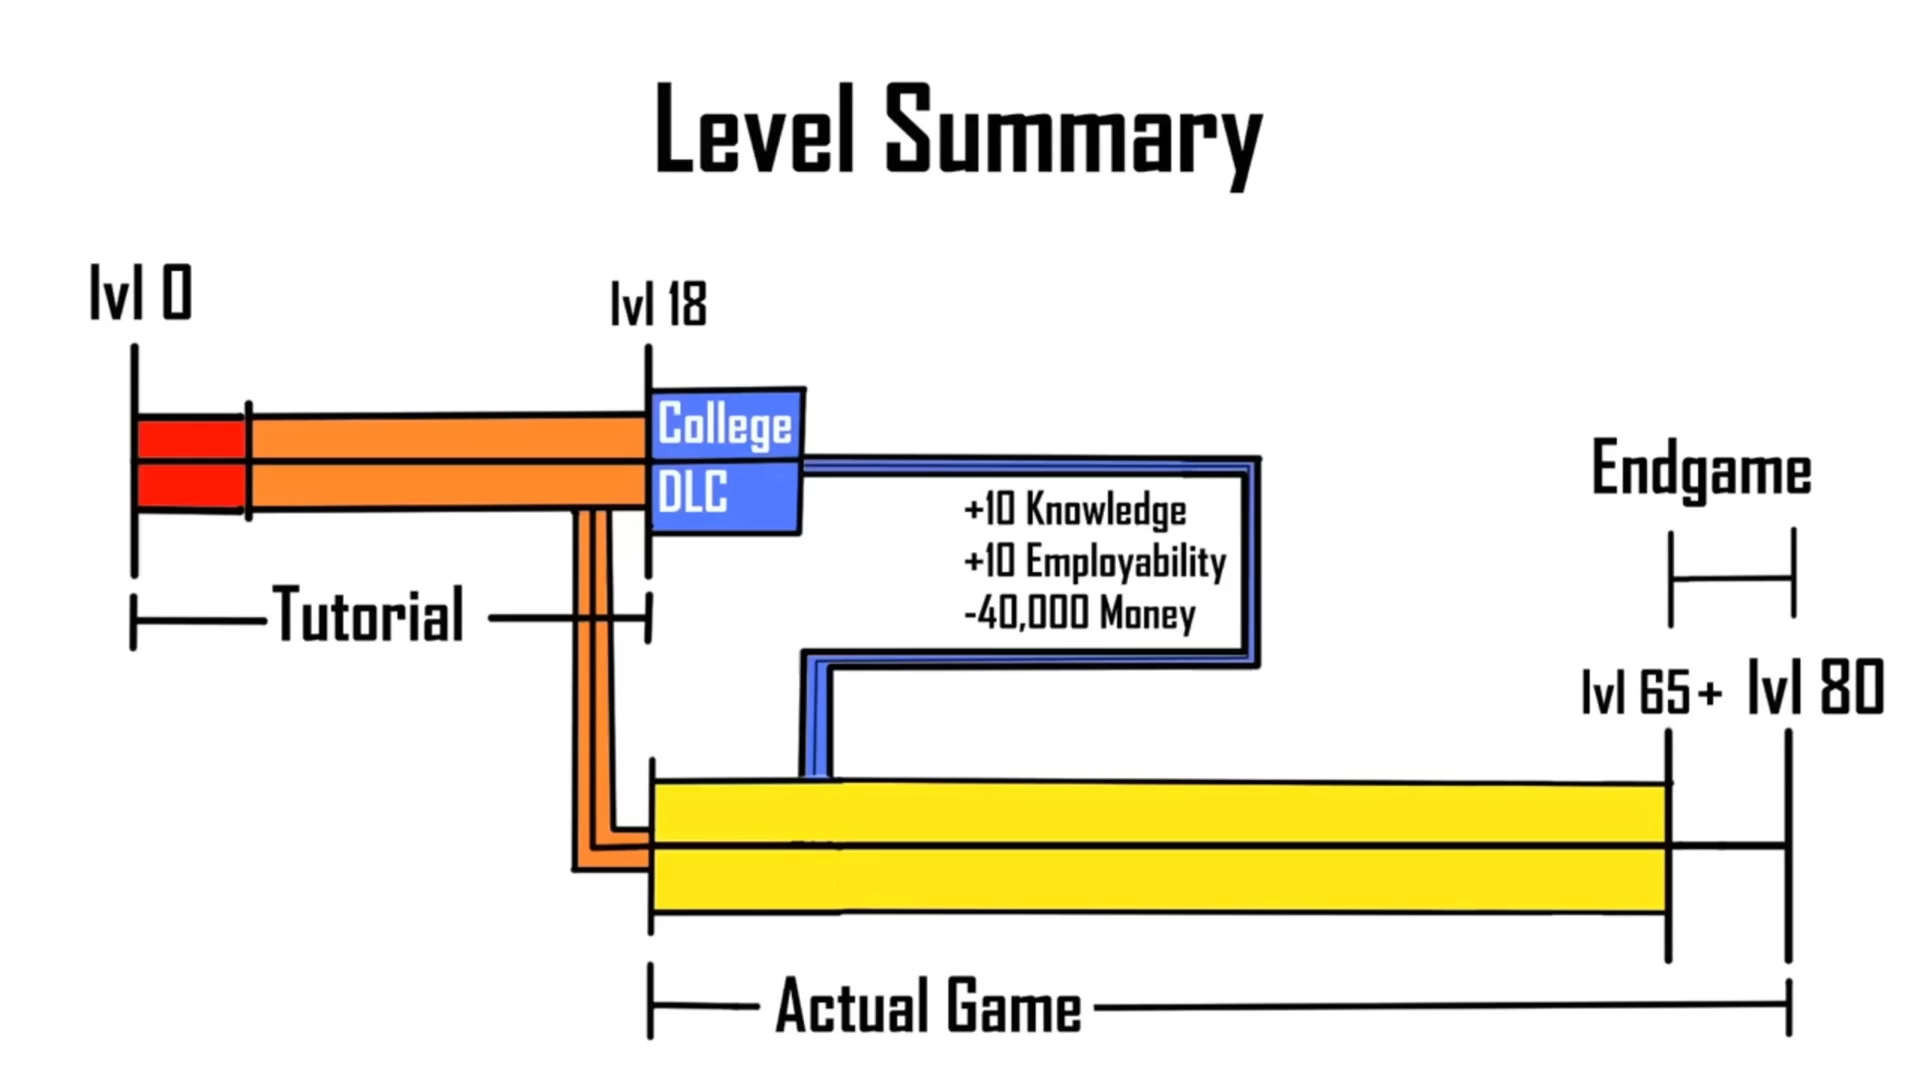 Level Summary
lvl 0
lvl 18
College
DLC
+10 Knowledge
+10 Employability
-40,000 Money
Tutorial
Endgame
lvl 65+ lvl 80
Actual Game